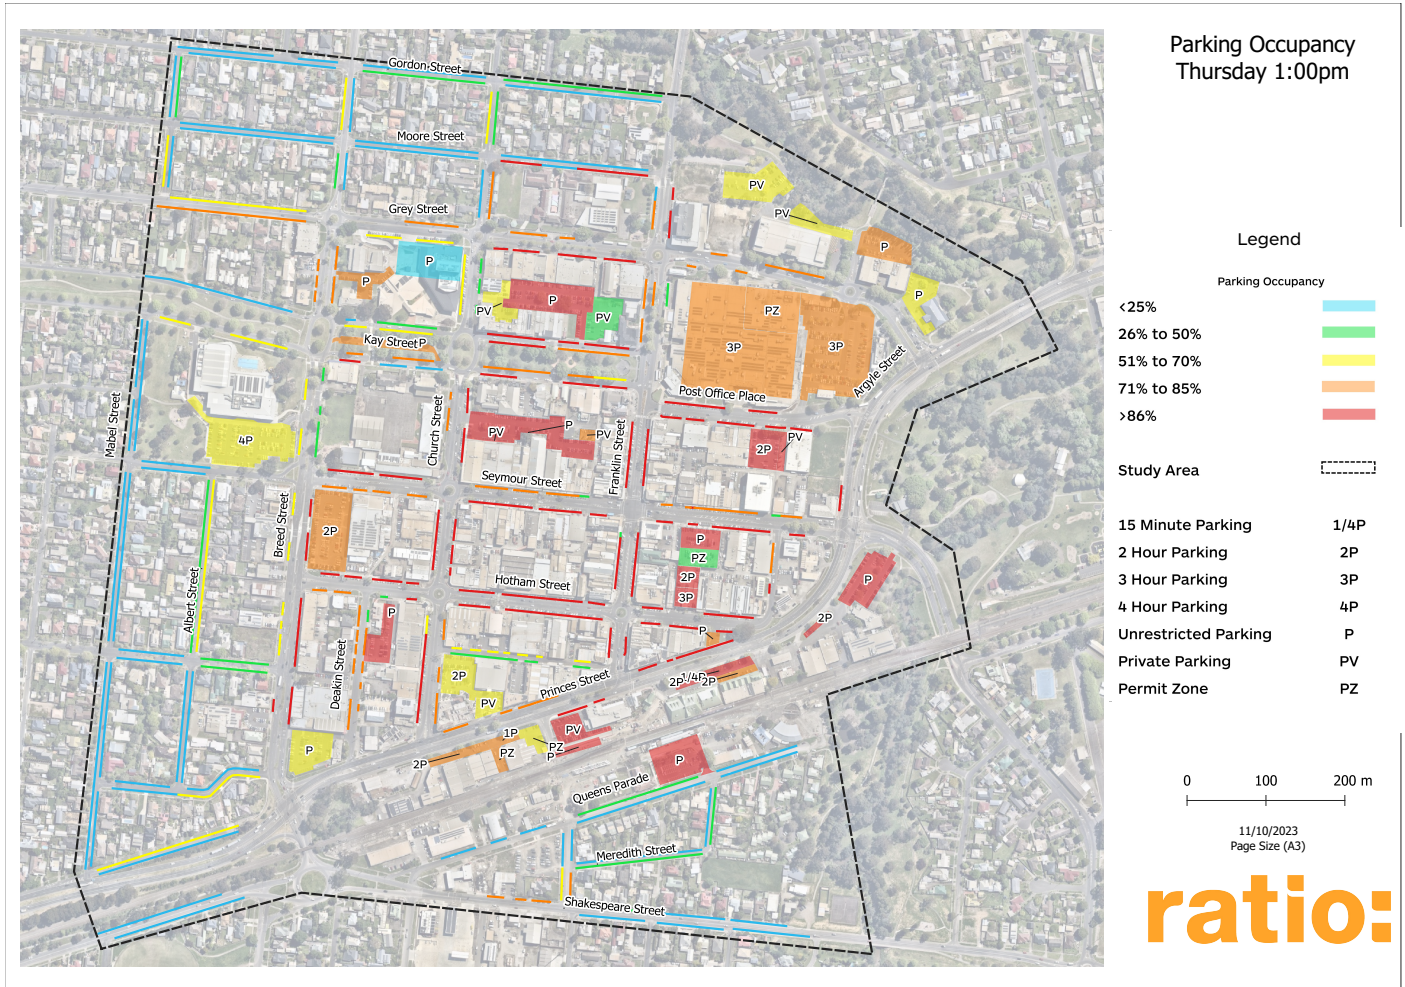 Parking Occupancy
Thursday 1:00pm
Gordon Street
Moore Street
Grey Street
PV
PV
P
P
P
P
P
PV
PV
PZ
3P
3P
Kay Street
P
Argyle Street
Post Office Place
Mabel Street
4P
Church Street
PV
P
PV
Franklin Street
2P
PV
Seymour Street
Breed Street
2P
P
PZ
2P
3P
P
Hotham Street
Albert Street
P
2P
P
Deakin Street
2P
PV
Princes Street
2P
1/4P
2P
P
1P
PV
PZ
PZ
P
2P
P
Queens Parade
Meredith Street
Shakespeare Street
Legend
Parking Occupancy
<25%
26% to 50%
51% to 70%
71% to 85%
>86%
Study Area
15 Minute Parking 1/4P
2 Hour Parking 2P
3 Hour Parking 3P
4 Hour Parking 4P
Unrestricted Parking P
Private Parking PV
Permit Zone PZ
0 100 200 m
11/10/2023
Page Size (A3)
ratio: